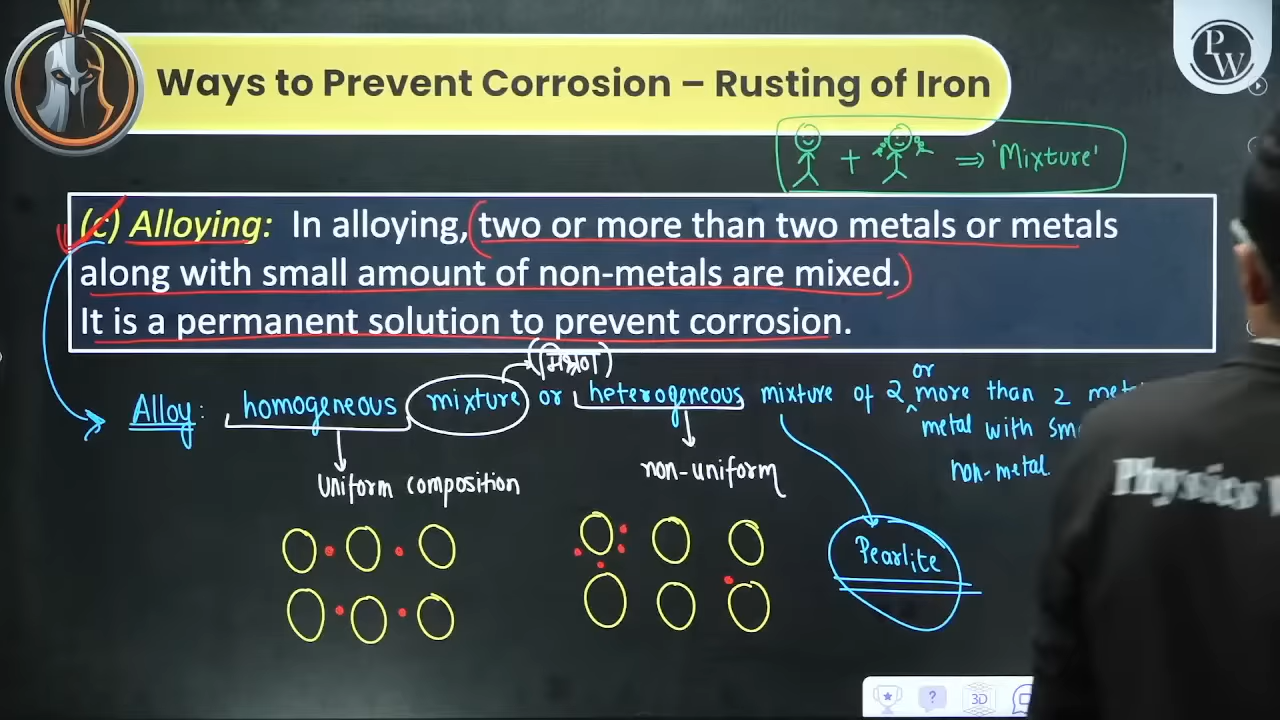 Ways to Prevent Corrosion – Rusting of Iron
PW
+ ⇒ 'Mixture'
(c) Alloying: In alloying, (two or more than two metals or metals
along with small amount of non-metals are mixed.)
It is a permanent solution to prevent corrosion.
(मिश्रण)
or
Alloy: homogeneous mixture or heterogeneous mixture of 2 more than 2
metal with
non-metal.
Uniform composition
non-uniform
Pearlite
Physics
?
3D